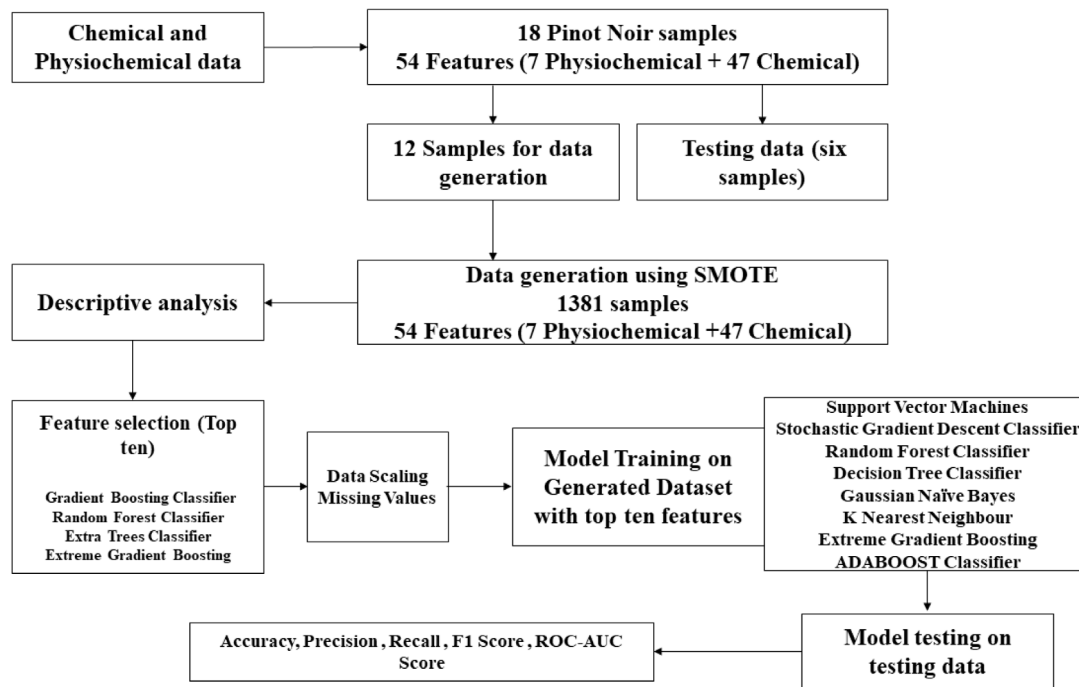 Chemical and
Physiochemical data
18 Pinot Noir samples
54 Features (7 Physiochemical + 47 Chemical)
12 Samples for data
generation
Testing data (six
samples)
Data generation using SMOTE
1381 samples
54 Features (7 Physiochemical +47 Chemical)
Descriptive analysis
Feature selection (Top
ten)
Gradient Boosting Classifier
Random Forest Classifier
Extra Trees Classifier
Extreme Gradient Boosting
Data Scaling
Missing Values
Model Training on
Generated Dataset
with top ten features
Support Vector Machines
Stochastic Gradient Descent Classifier
Random Forest Classifier
Decision Tree Classifier
Gaussian Naïve Bayes
K Nearest Neighbour
Extreme Gradient Boosting
ADABOOST Classifier
Model testing on
testing data
Accuracy, Precision , Recall , F1 Score , ROC-AUC
Score